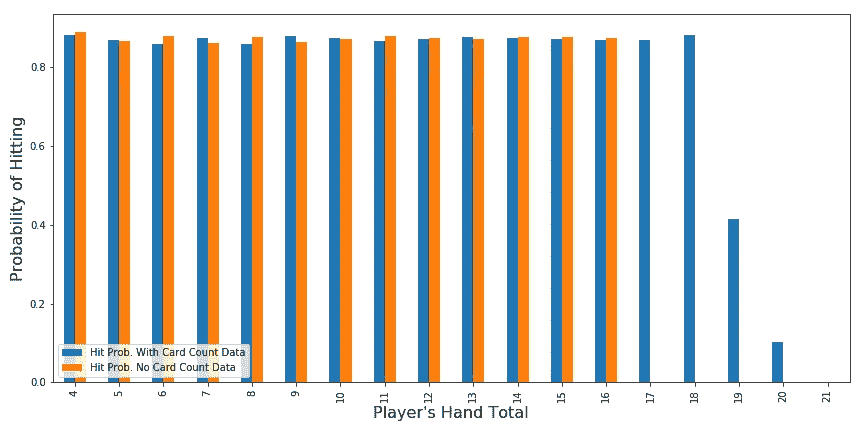 Probability of Hitting
0.8
0.6
0.4
0.2
0.0
Hit Prob. With Card Count Data
Hit Prob. No Card Count Data
4 5 6 7 8 9 10 11 12 13 14 15 16 17 18 19 20 21
Player's Hand Total